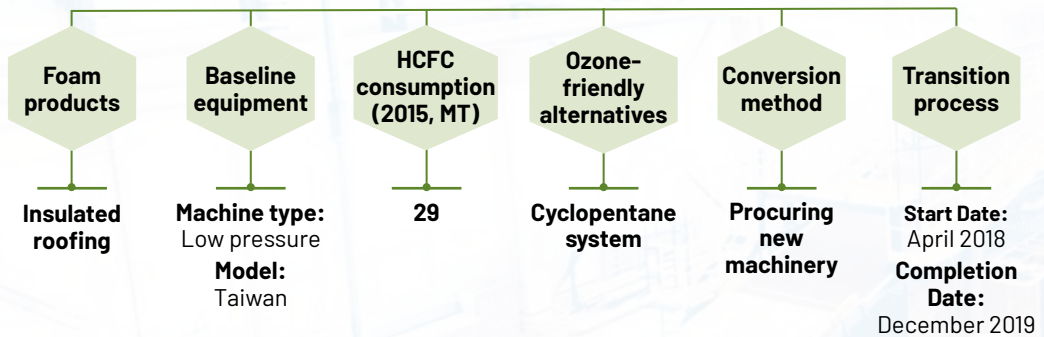 Foam
products
Baseline
equipment
HCFC
consumption
(2015, MT)
Ozone-
friendly
alternatives
Conversion
method
Transition
process
Insulated
roofing
Machine type:
Low pressure
Model:
Taiwan
29
Cyclopentane
system
Procuring
new
machinery
Start Date:
April 2018
Completion
Date:
December 2019